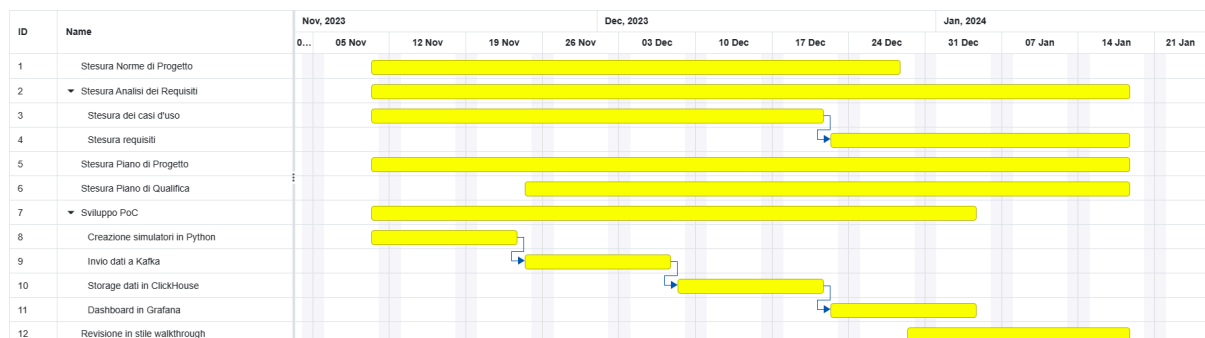 ID Name Nov, 2023 Dec, 2023 Jan, 2024
0... 05 Nov 12 Nov 19 Nov 26 Nov 03 Dec 10 Dec 17 Dec 24 Dec 31 Dec 07 Jan 14 Jan 21 Jan
1 Stesura Norme di Progetto
2 Stesura Analisi dei Requisiti
3 Stesura dei casi d'uso
4 Stesura requisiti
5 Stesura Piano di Progetto
6 Stesura Piano di Qualifica
7 Sviluppo PoC
8 Creazione simulatori in Python
9 Invio dati a Kafka
10 Storage dati in ClickHouse
11 Dashboard in Grafana
12 Revisione in stile walkthrough